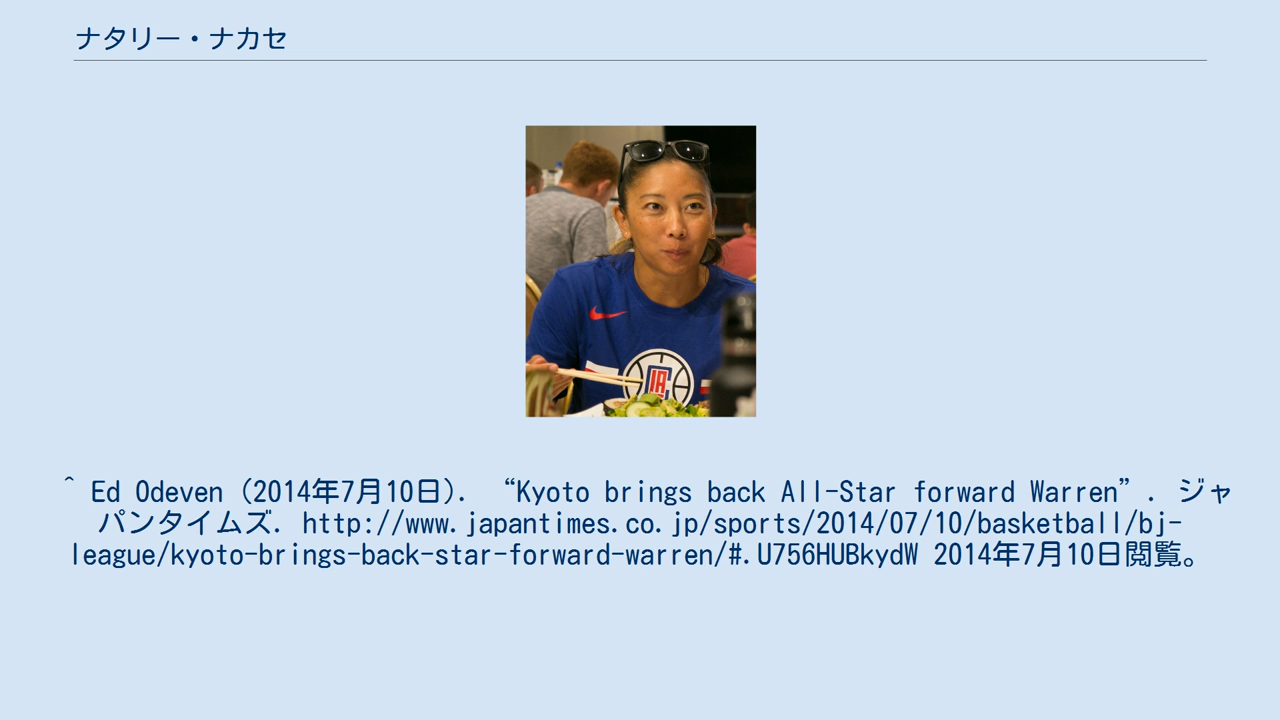 ナタリー・ナカセ
LA
^ Ed Odeven (2014年7月10日). “Kyoto brings back All-Star forward Warren”. ジャ
パンタイムズ. http://www.japantimes.co.jp/sports/2014/07/10/basketball/bj-
league/kyoto-brings-back-star-forward-warren/#.U756HUBkydW 2014年7月10日閲覧。